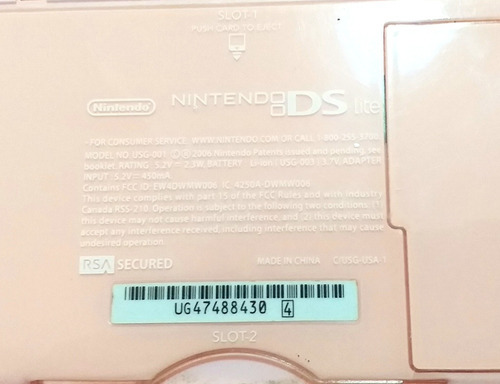 SLOT-1
PUSH CARD TO EJECT
Nintendo NINTENDO DS lite
FOR CONSUMER SERVICE: WWW.NINTENDO.COM OR CALL 1-800-255-3700
MODEL NO. USG-001 2006 Nintendo. Patents issued and pending, see
booklet. RATING: 5.2V 2.3W, BATTERY: Li-ion USG-003 3.7V, ADAPTER
INPUT: 5.2V 450mA
Contains FCC ID: EW4DWMW006 IC: 4250A-DWMW006
This device complies with part 15 of the FCC Rules and with Industry
Canada RSS-210. Operation is subject to the following two conditions: (1)
this device may not cause harmful interference, and (2) this device must
accept any interference received, including interference that may cause
undesired operation.
RSA SECURED MADE IN CHINA C/USG-USA-1
UG47488430 4
SLOT-2